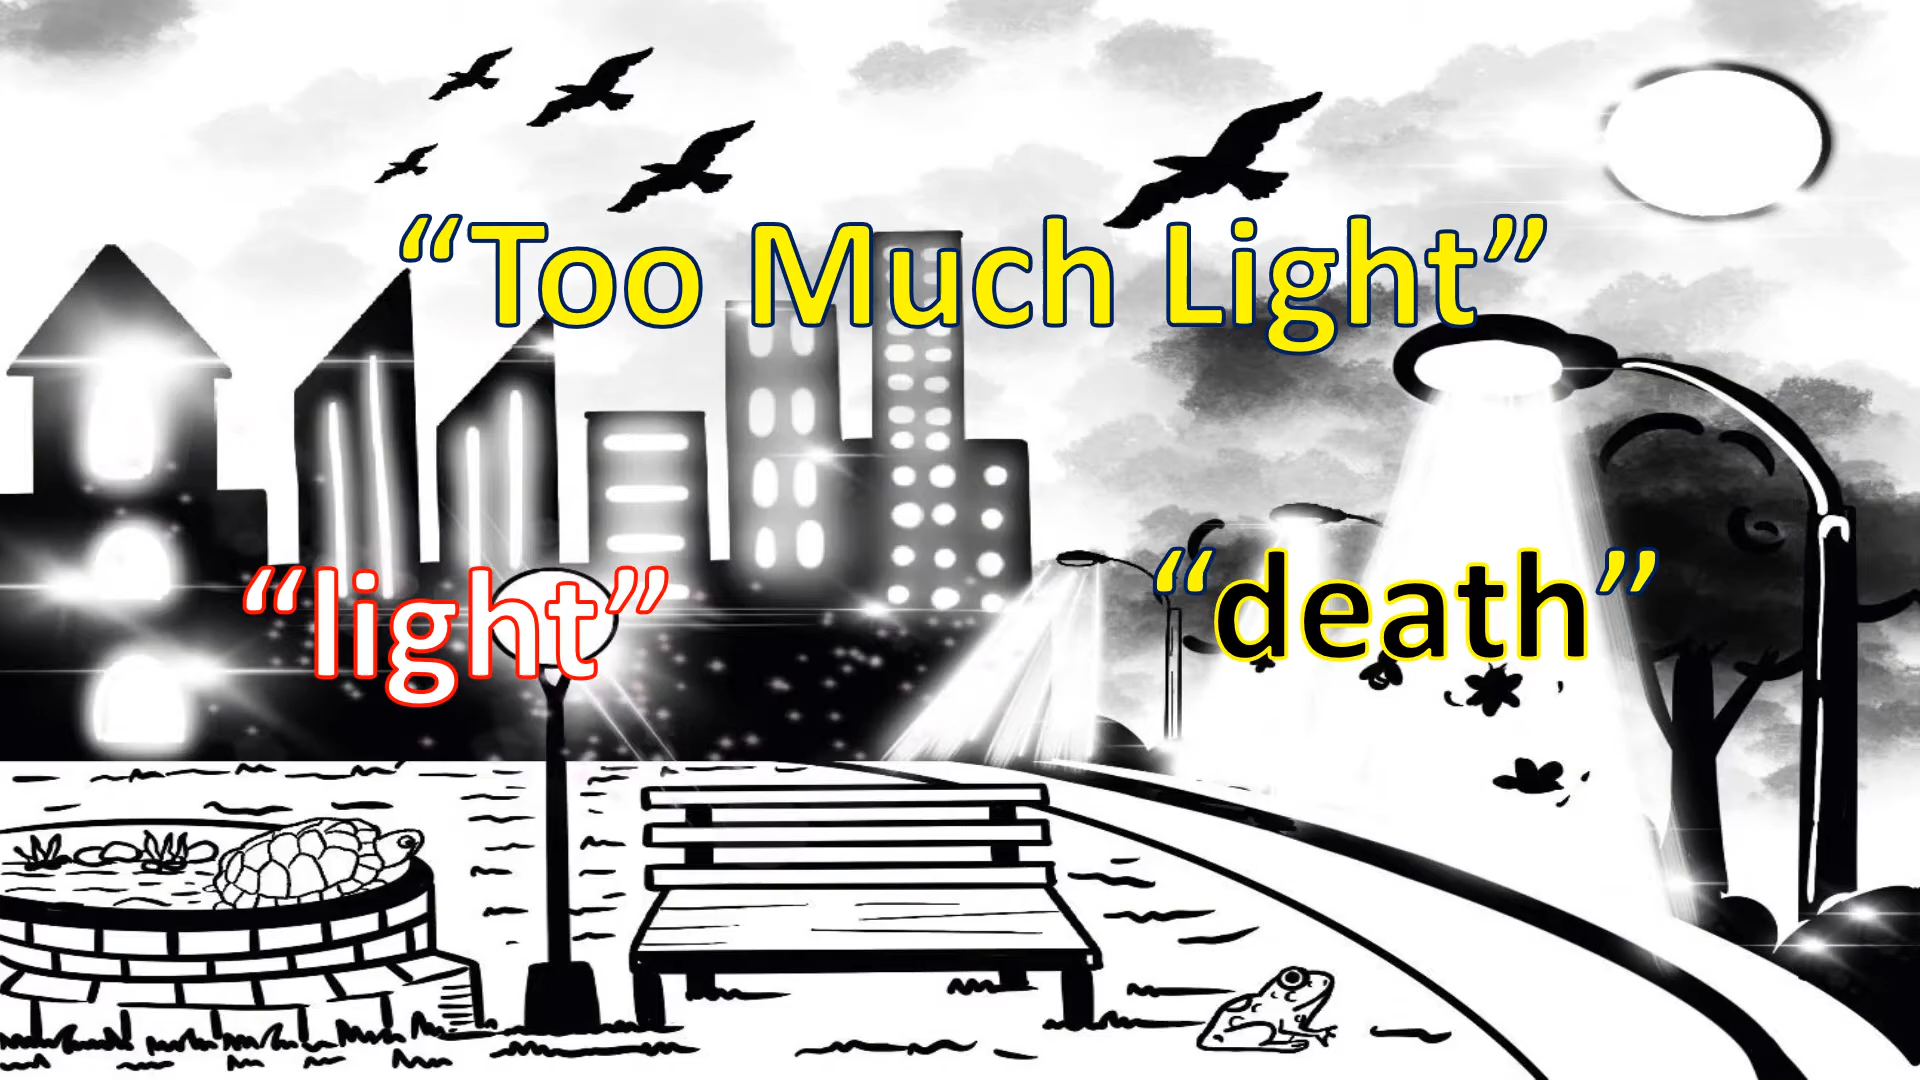 “Too Much Light”
“light”
“death”